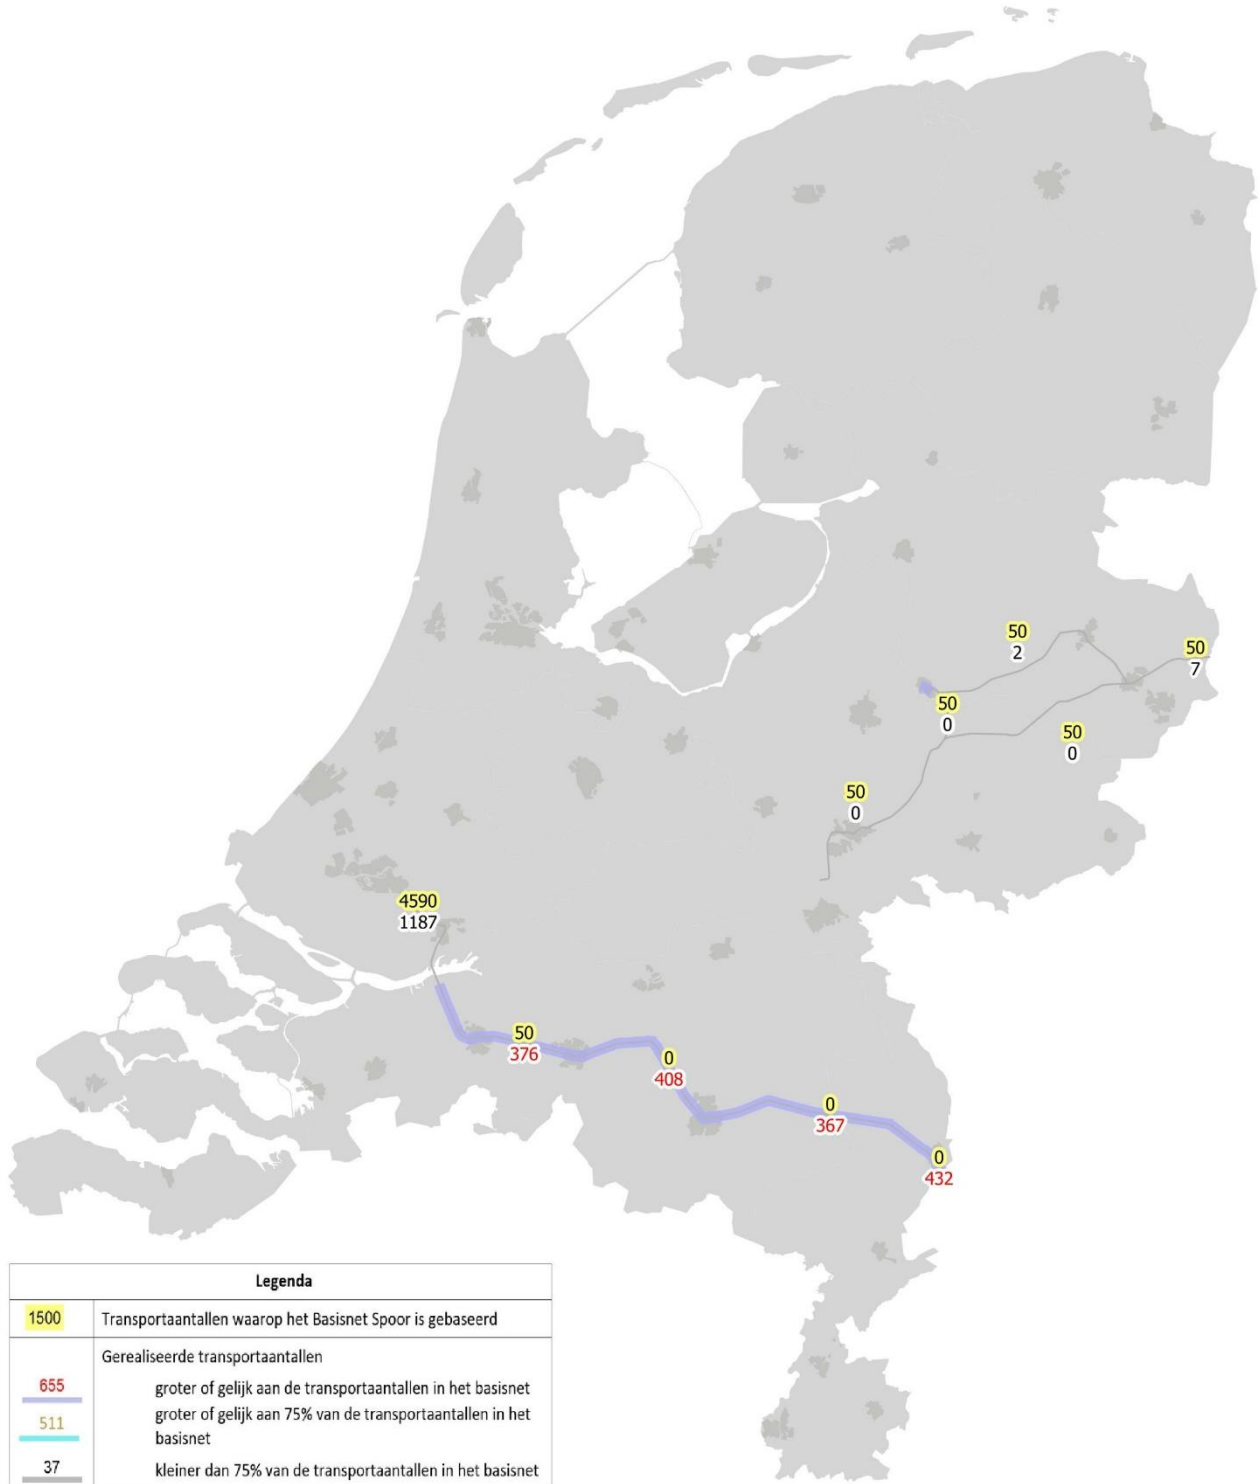 50
2
50
7
50
0
50
0
50
0
4590
1187
50
376
0
408
0
367
0
432
Legenda
1500 Transportaantallen waarop het Basisnet Spoor is gebaseerd
Gerealiseerde transportaantallen
655 groter of gelijk aan de transportaantallen in het basisnet
511 groter of gelijk aan 75% van de transportaantallen in het
basisnet
37 kleiner dan 75% van de transportaantallen in het basisnet